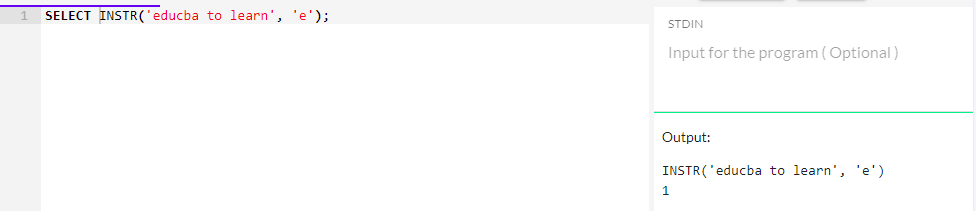 1 SELECT INSTR('educba to learn', 'e');
STDIN
Input for the program ( Optional )
Output:
INSTR('educba to learn', 'e')
1